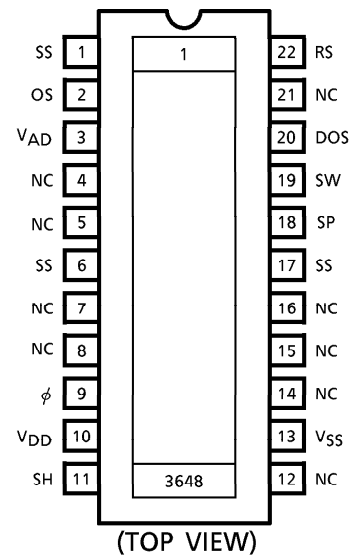 SS 1 1 22 RS
OS 2 21 NC
VAD 3 20 DOS
NC 4 19 SW
NC 5 18 SP
SS 6 17 SS
NC 7 16 NC
NC 8 15 NC
ϕ 9 14 NC
VDD 10 13 VSS
SH 11 3648 12 NC
(TOP VIEW)